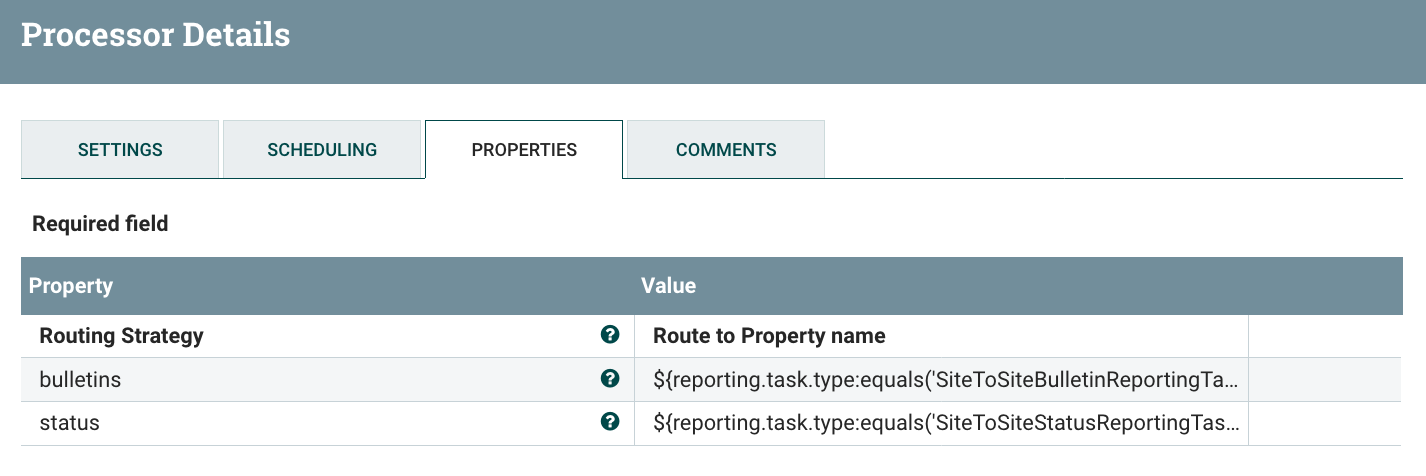 Processor Details
SETTINGS SCHEDULING PROPERTIES COMMENTS
Required field
Property Value
Routing Strategy ? Route to Property name
bulletins ? ${reporting.task.type:equals('SiteToSiteBulletinReportingTa...
status ? ${reporting.task.type:equals('SiteToSiteStatusReportingTas...